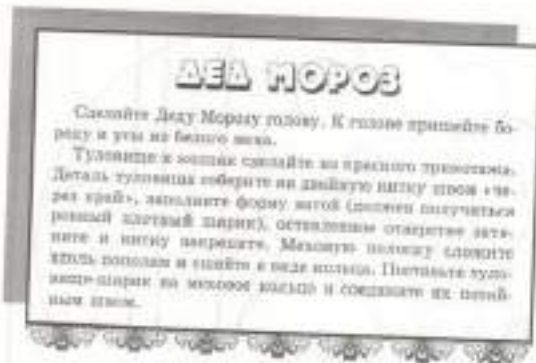 ДЕД МОРОЗ
Сделайте Деду Морозу голову. К голове пришейте бо-
роду и усы из белого меха.
Туловище и колпак сделайте из красного трикотажа.
Деталь туловища соберите на двойную нитку швом «че-
рез край», заполните форму ватой (должен получиться
ровный плотный шарик), оставшееся отверстие затя-
ните и нитку закрепите. Меховую полоску сложите
вдоль пополам и сшейте в виде кольца. Поставьте туло-
вище-шарик на меховое кольцо и соедините их потай-
ным швом.